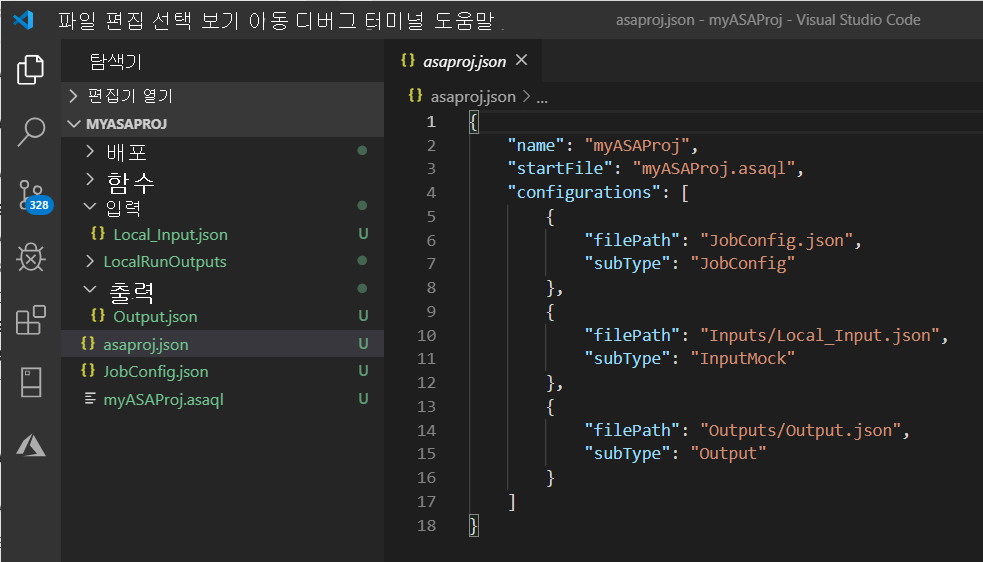 파일 편집 선택 보기 아동 디버그 터미널 도움말
asaproj.json - myASAProj - Visual Studio Code
탐색기
편집기 열기
MYASAPROJ
배포
함수
입력
Local_Input.json U
LocalRunOutputs
출력
Output.json U
asaproj.json U
JobConfig.json U
myASAProj.asaql U
328
asaproj.json
asaproj.json > ...
1 {
2 "name": "myASAProj",
3 "startFile": "myASAProj.asaql",
4 "configurations": [
5 {
6 "filePath": "JobConfig.json",
7 "subType": "JobConfig"
8 },
9 {
10 "filePath": "Inputs/Local_Input.json",
11 "subType": "InputMock"
12 },
13 {
14 "filePath": "Outputs/Output.json",
15 "subType": "Output"
16 }
17 ]
18 }